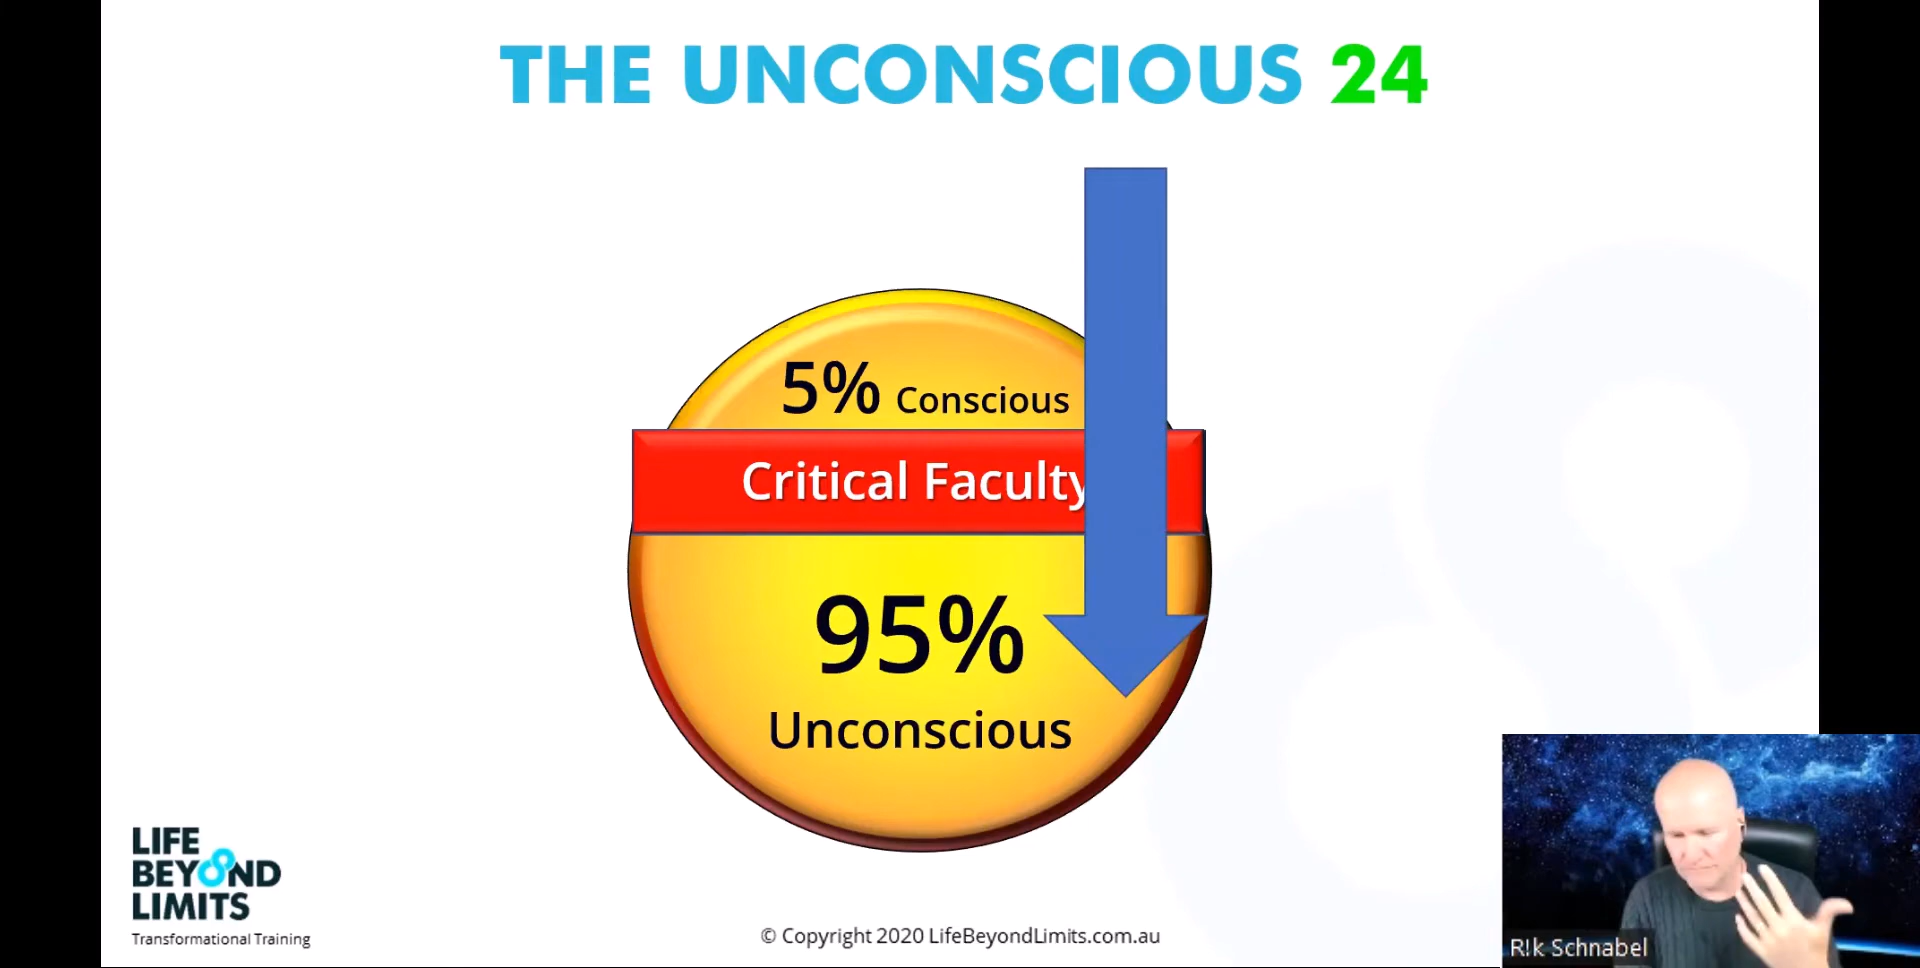 THE UNCONSCIOUS 24
5% Conscious
Critical Faculty
95%
Unconscious
LIFE
BEYOND
LIMITS
Transformational Training
© Copyright 2020 LifeBeyondLimits.com.au
R!k Schnabel